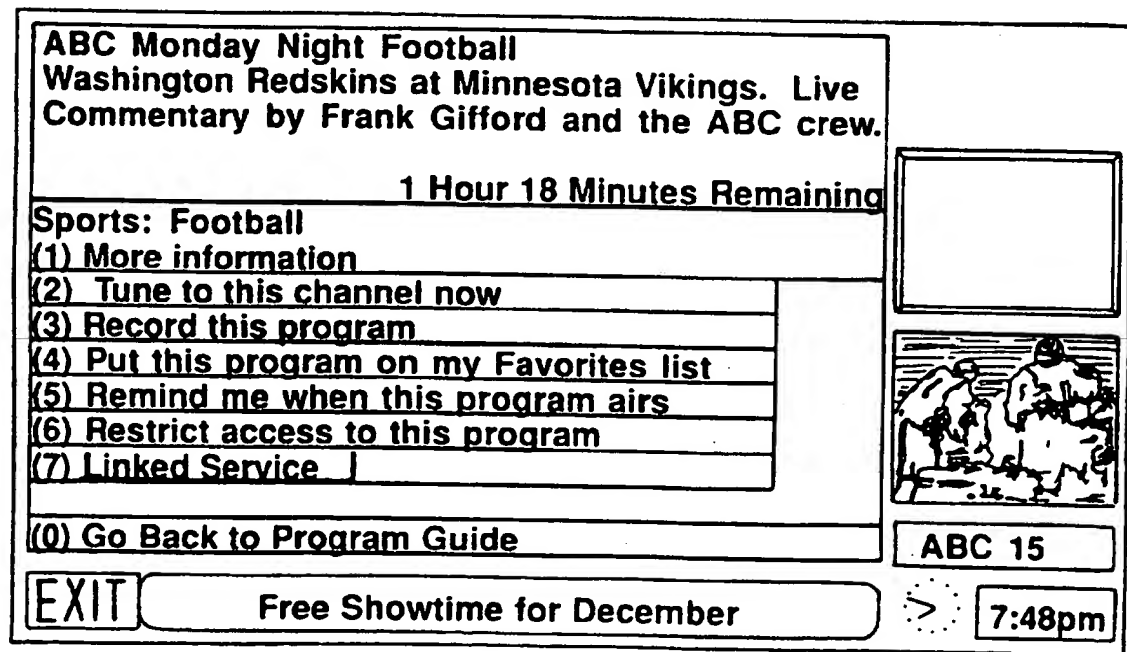 ABC Monday Night Football
Washington Redskins at Minnesota Vikings. Live
Commentary by Frank Gifford and the ABC crew.
1 Hour 18 Minutes Remaining
Sports: Football
(1) More information
(2) Tune to this channel now
(3) Record this program
(4) Put this program on my Favorites list
(5) Remind me when this program airs
(6) Restrict access to this program
(7) Linked Service
(0) Go Back to Program Guide
ABC 15
EXIT
Free Showtime for December
7:48pm